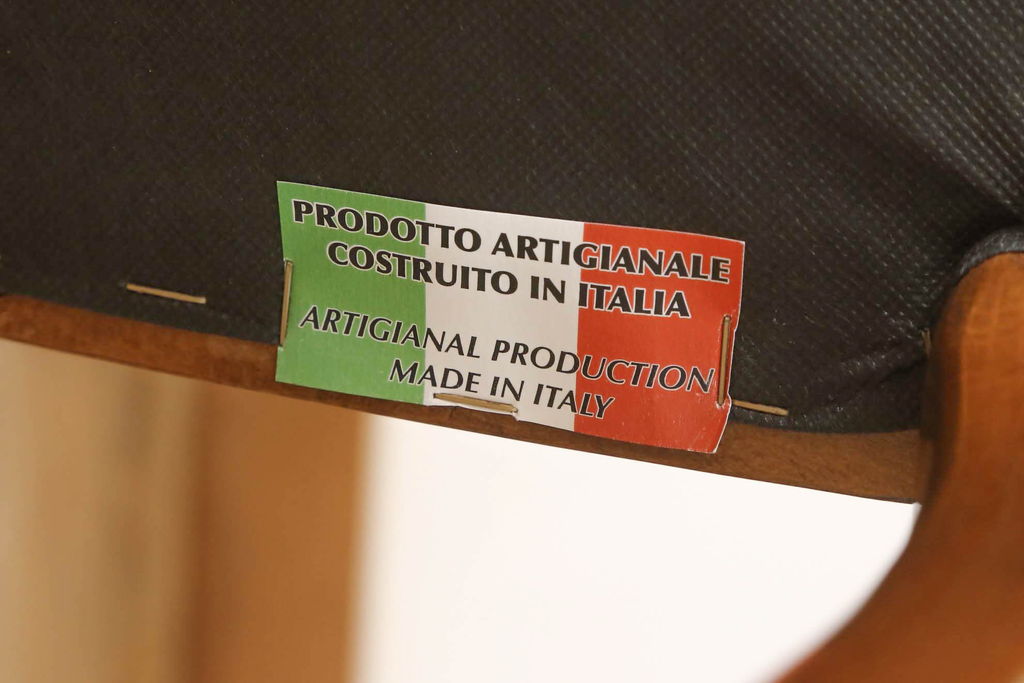 PRODOTTO ARTIGIANALE
COSTRUITO IN ITALIA
ARTIGIANAL PRODUCTION
MADE IN ITALY